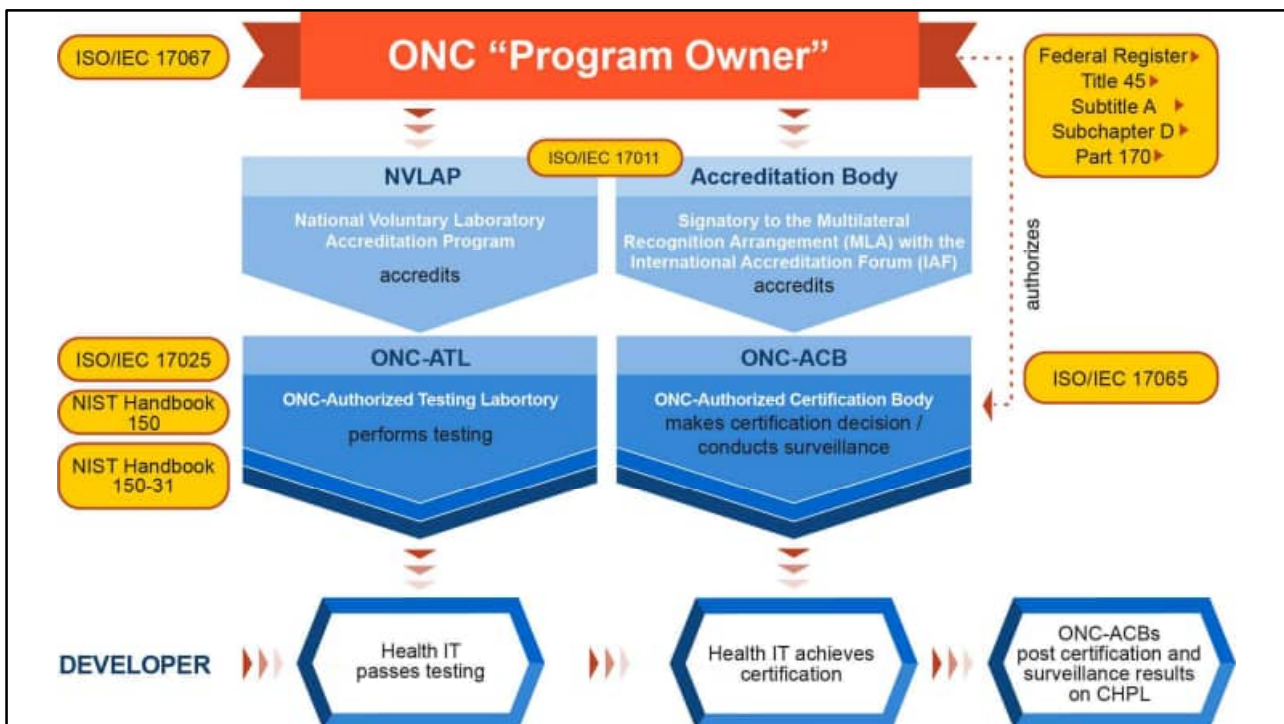 ISO/IEC 17067
ONC “Program Owner”
Federal Register
Title 45
Subtitle A
Subchapter D
Part 170
ISO/IEC 17011
NVLAP
National Voluntary Laboratory
Accreditation Program
accredits
Accreditation Body
Signatory to the Multilateral
Recognition Arrangement (MLA) with the
International Accreditation Forum (IAF)
accredits
authorizes
ISO/IEC 17025
NIST Handbook
150
NIST Handbook
150-31
ONC-ATL
ONC-Authorized Testing Labortory
performs testing
ONC-ACB
ONC-Authorized Certification Body
makes certification decision /
conducts surveillance
ISO/IEC 17065
DEVELOPER
Health IT
passes testing
Health IT achieves
certification
ONC-ACBs
post certification and
surveillance results
on CHPL